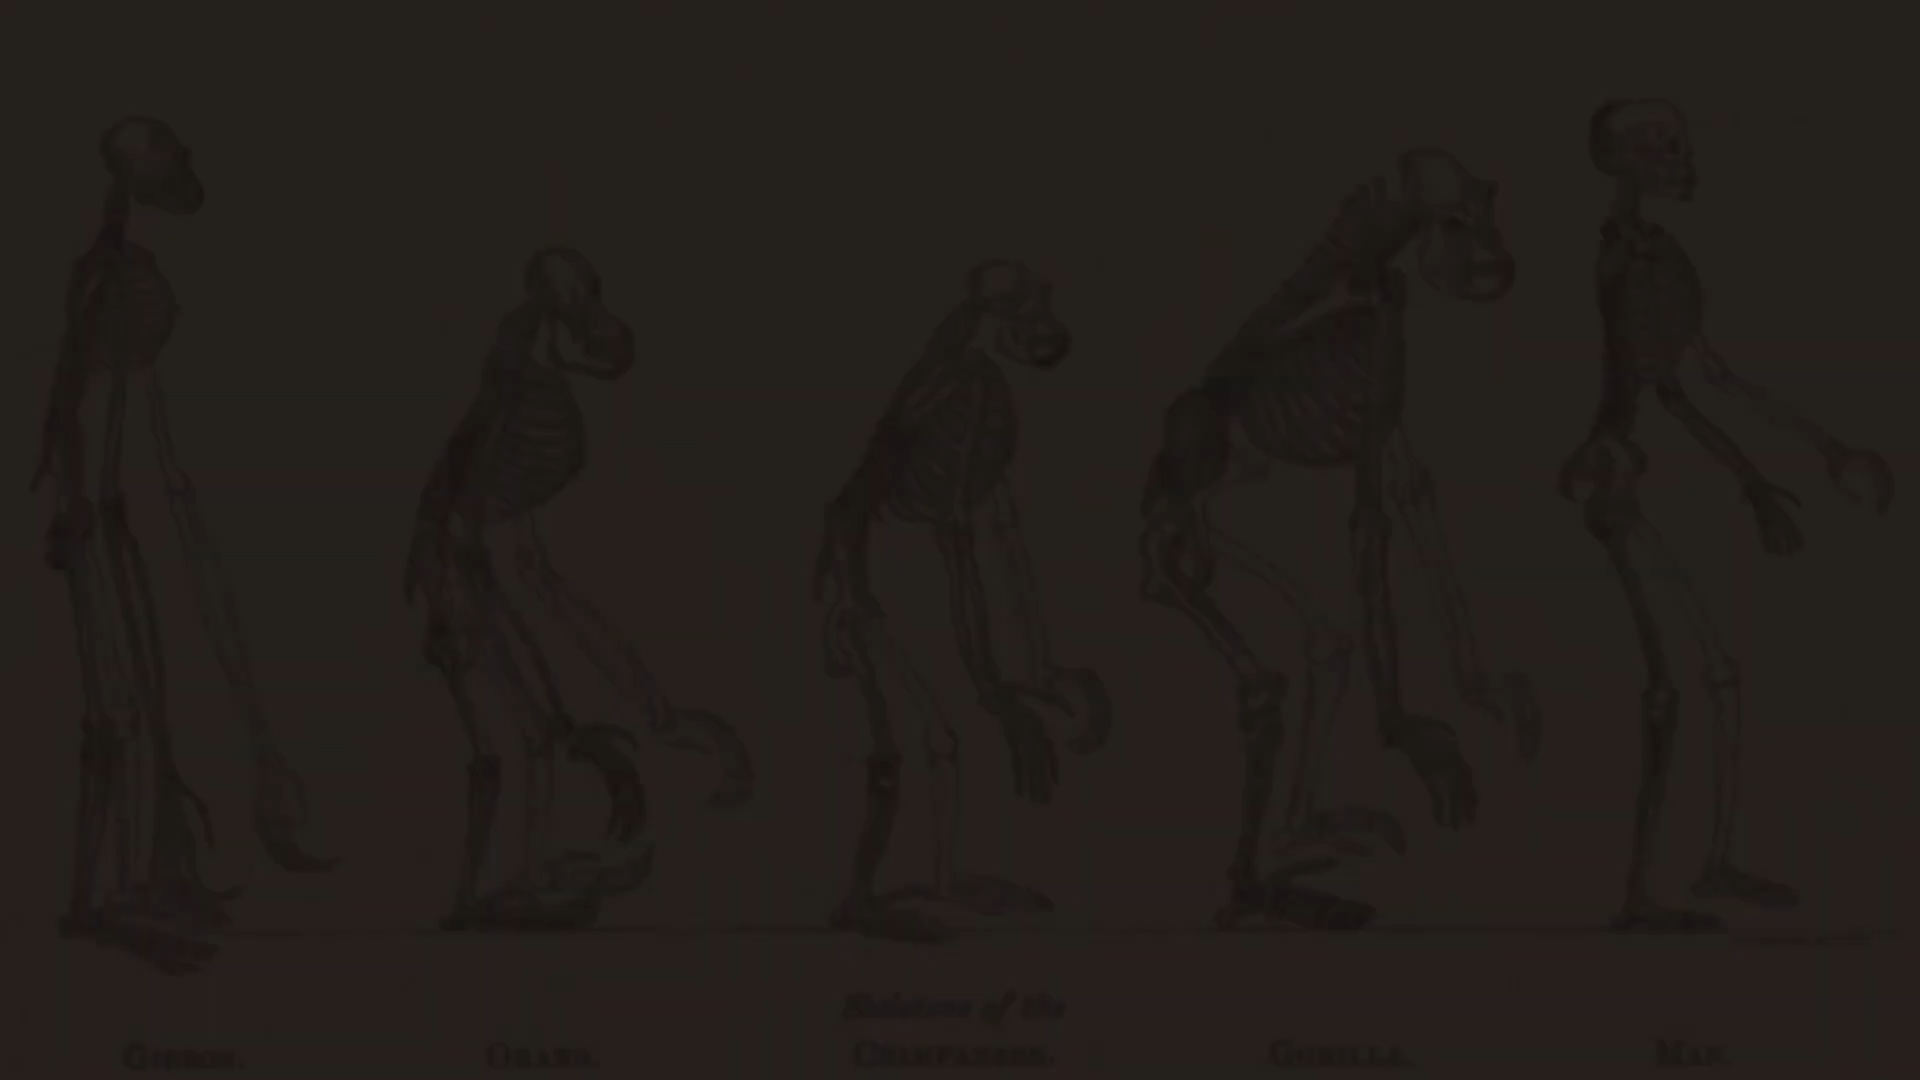 Skeletons of the
GIBBON. ORANG. CHIMPANZEE. GORILLA. MAN.